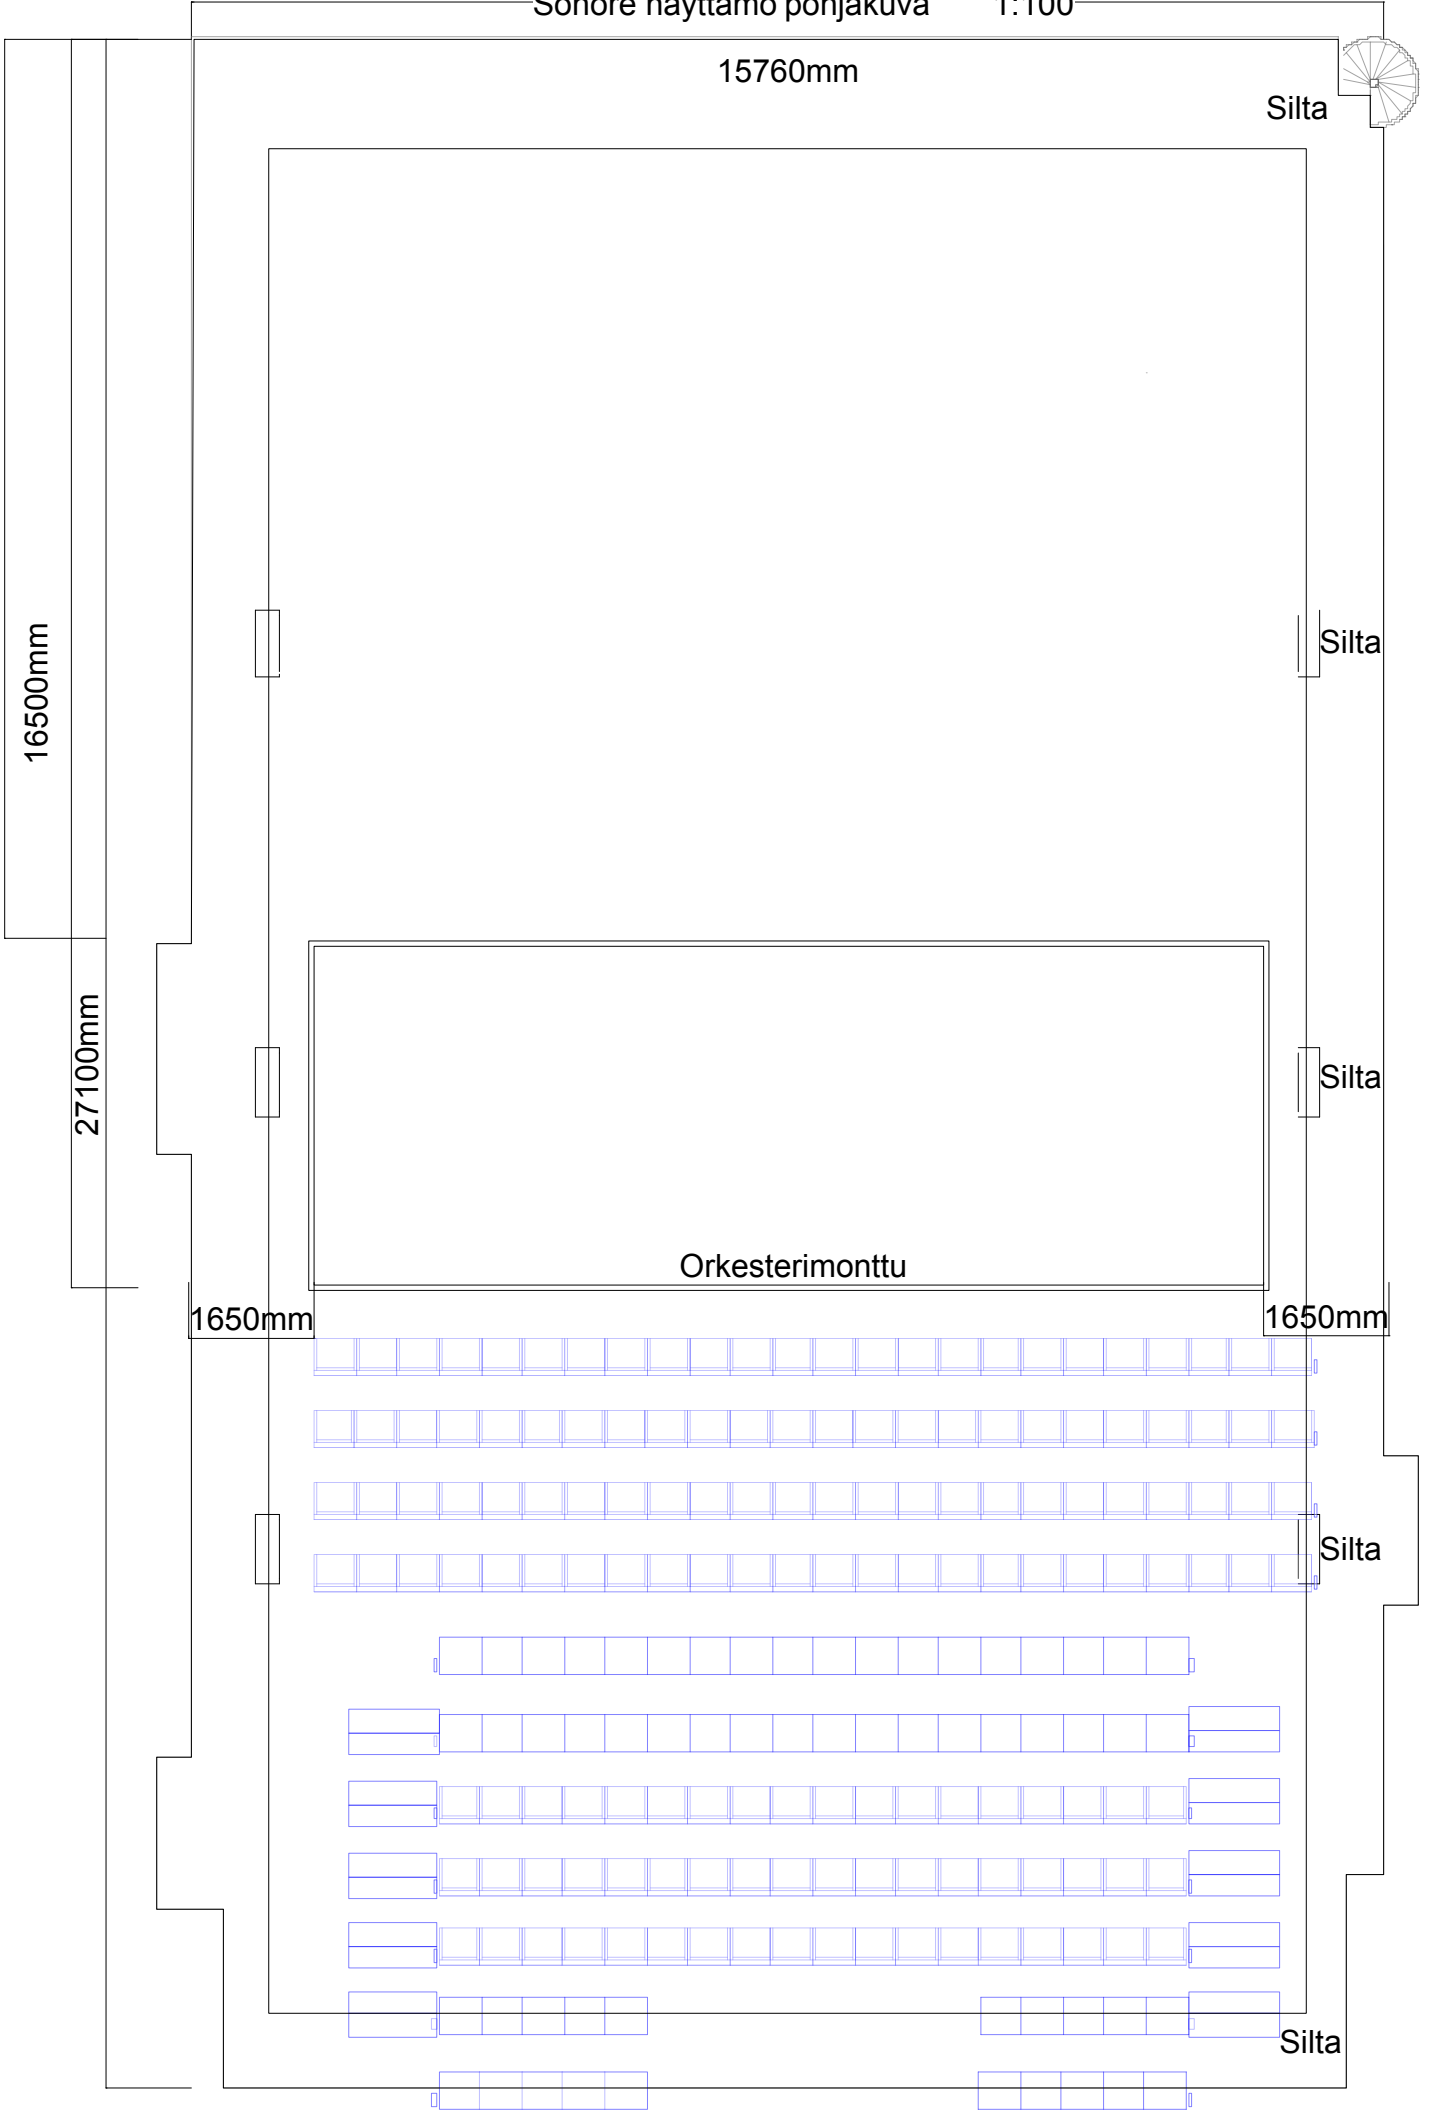 Sonore näyttämö pohjakuva 1:100
15760mm
Silta
16500mm
Silta
27100mm
Silta
Orkesterimonttu
1650mm
1650mm
Silta
Silta